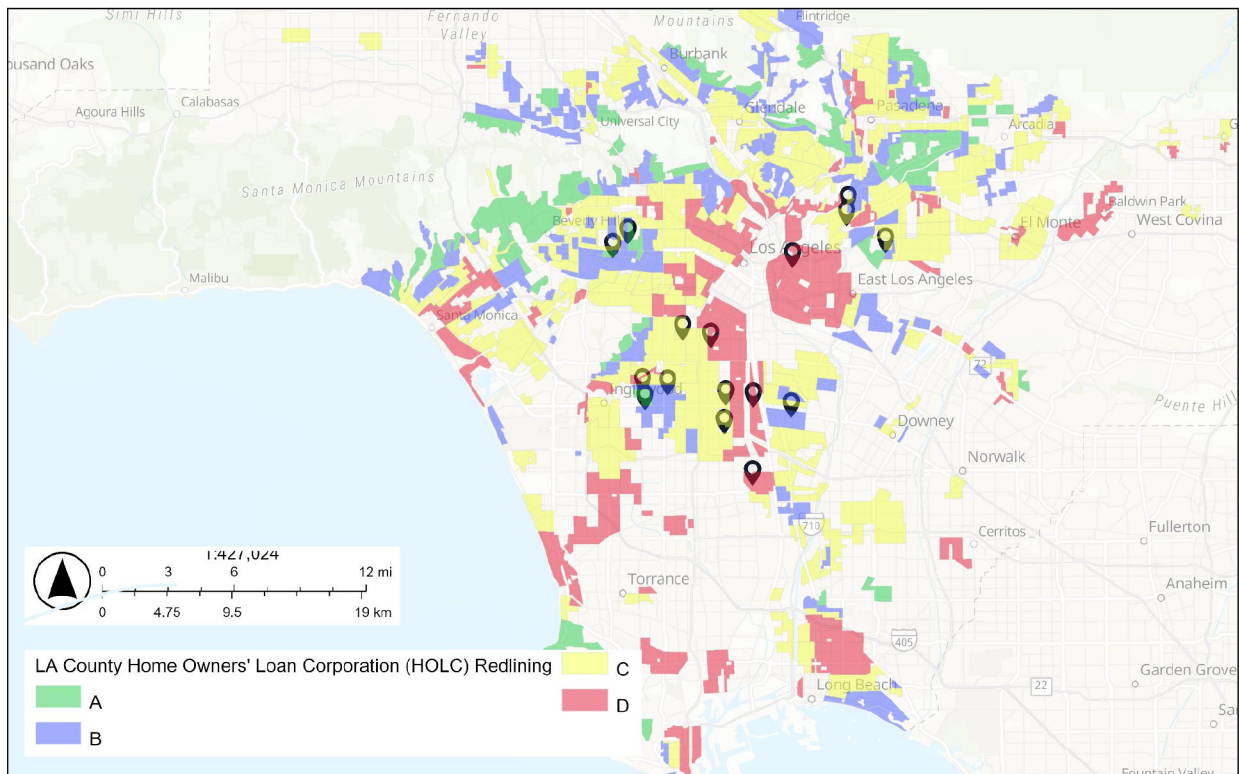 Simi Hills
Fernando
Valley
Mountains
Flintridge
ousand Oaks
Burbank
Agoura Hills
Calabasas
Universal City
Glendale
Pasadena
Arcadia
G
Santa Monica Mountains
Beverly Hills
Baldwin Park
El Monte
West Covina
Los Angeles
Malibu
East Los Angeles
Santa Monica
72
Inglewood
Puente Hill
Downey
Norwalk
710
Cerritos
Fullerton
1:427,024
0 3 6 12 mi
0 4.75 9.5 19 km
Torrance
Anaheim
405
LA County Home Owners' Loan Corporation (HOLC) Redlining
A
B
C
D
Garden Grove
Long Beach
22
Sa
Fountain Valley